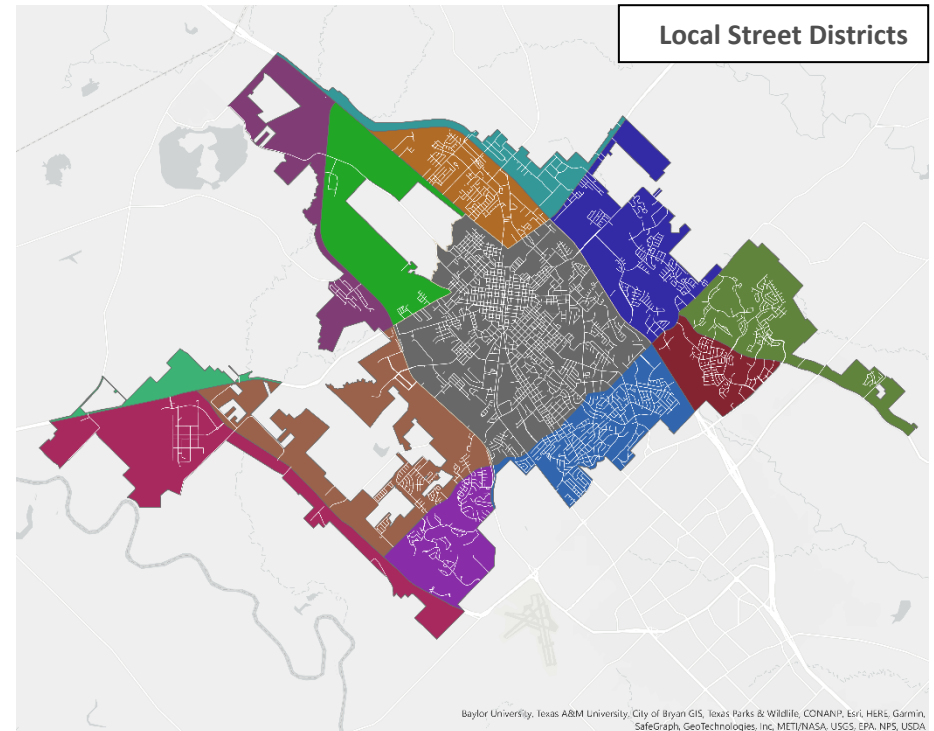 Local Street Districts
Baylor University, Texas A&M University, City of Bryan GIS, Texas Parks & Wildlife, CONANP, Esri, HERE, Garmin,
SafeGraph, GeoTechnologies, Inc, METI/NASA, USGS, EPA, NPS, USDA